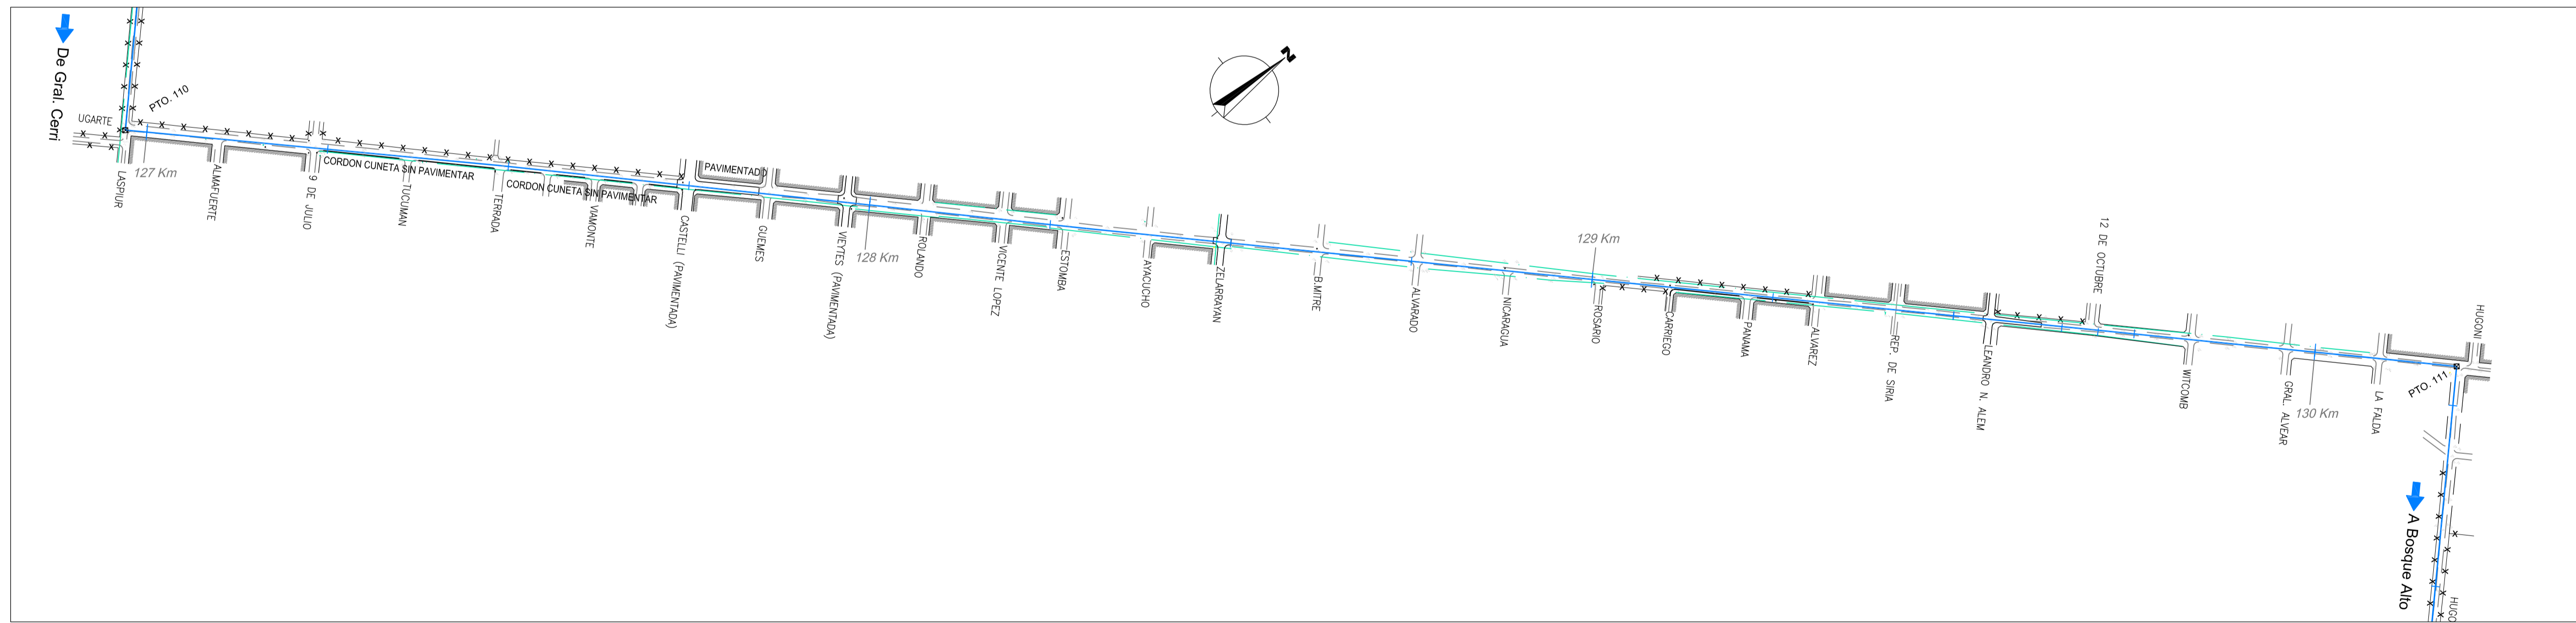 De Gral. Cerri
UGARTE
PTO. 110
127 Km
LASPIUR
ALMAFUERTE
9 DE JULIO
CORDON CUNETA SIN PAVIMENTAR
TUCUMAN
TERRADA
CORDON CUNETA SIN PAVIMENTAR
VIAMONTE
CASTELLI (PAVIMENTADA)
PAVIMENTADO
GUEMES
VIEYTES (PAVIMENTADA)
128 Km
ROLANDO
VICENTE LOPEZ
ESTOMBA
AYACUCHO
N
ZELARRAYAN
B.MITRE
ALVARADO
NICARAGUA
129 Km
ROSARIO
CARRIEGO
PANAMA
ALVAREZ
REP. DE SIRIA
LEANDRO N. ALEM
12 DE OCTUBRE
WITCOMB
GRAL. ALVEAR
130 Km
LA FALDA
PTO. 111
HUGONI
A Bosque Alto
HUGO